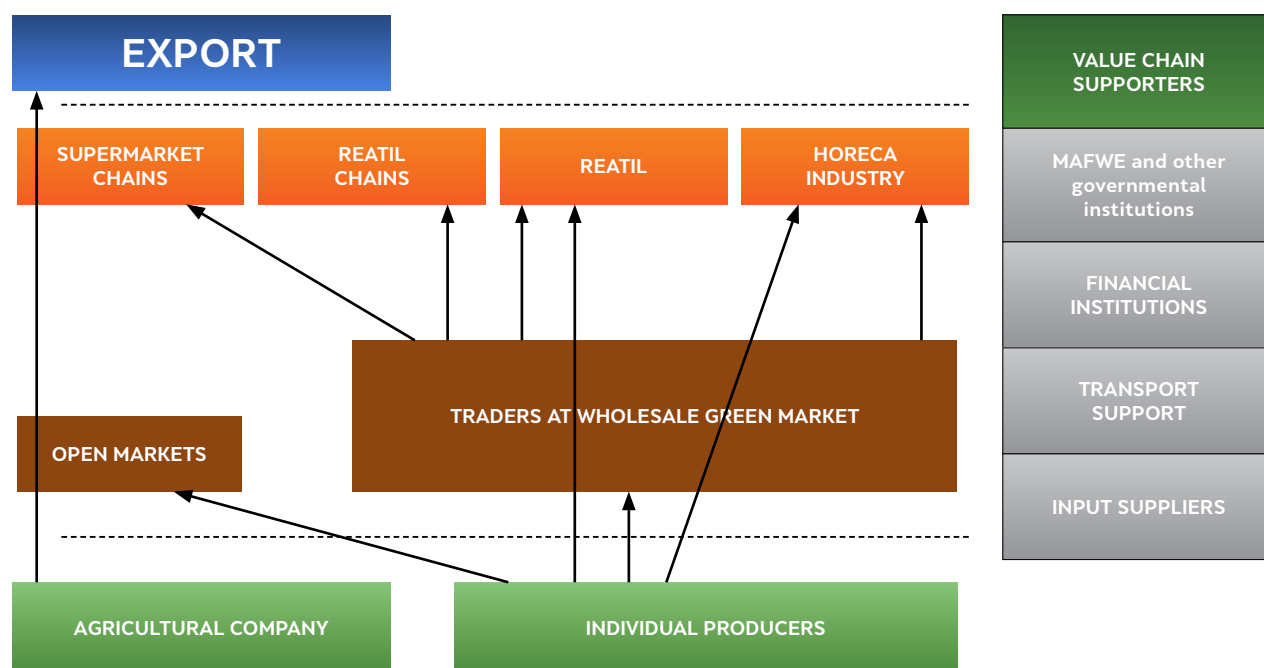 EXPORT
SUPERMARKET
CHAINS
REATIL
CHAINS
REATIL
HORECA
INDUSTRY
TRADERS AT WHOLESALE GREEN MARKET
OPEN MARKETS
AGRICULTURAL COMPANY
INDIVIDUAL PRODUCERS
VALUE CHAIN
SUPPORTERS
MAFWE and other
governmental
institutions
FINANCIAL
INSTITUTIONS
TRANSPORT
SUPPORT
INPUT SUPPLIERS